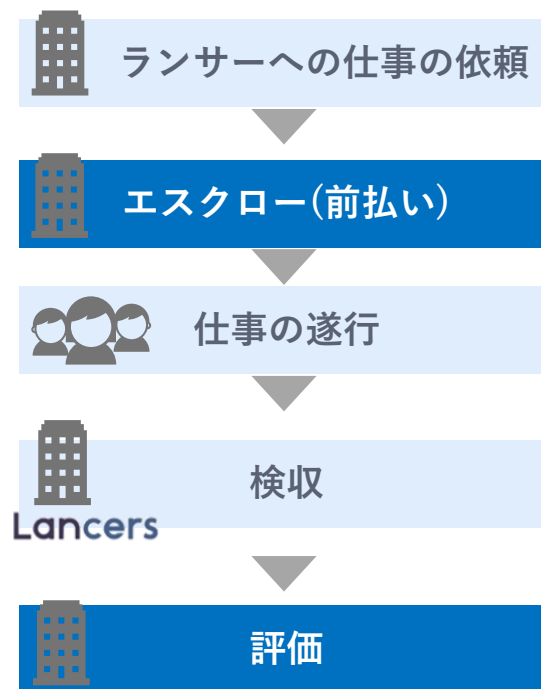 ランサーへの仕事の依頼
エスクロー(前払い)
仕事の遂行
検収
Lancers
評価